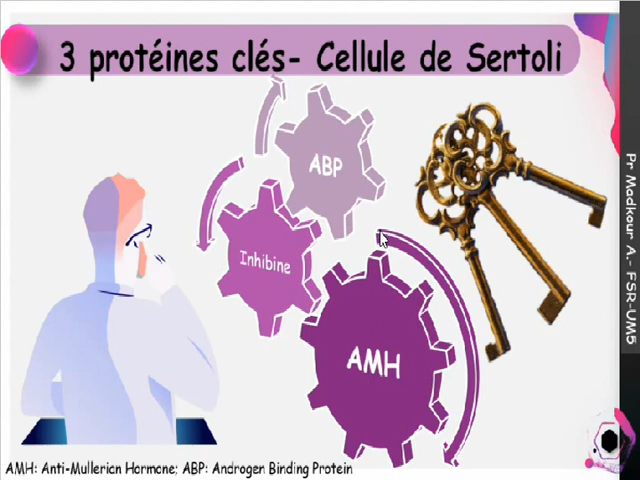 3 protéines clés- Cellule de Sertoli
ABP
Inhibine
AMH
Pr Madkour A.- FSR-UM5
AMH: Anti-Mullerian Hormone; ABP: Androgen Binding Protein